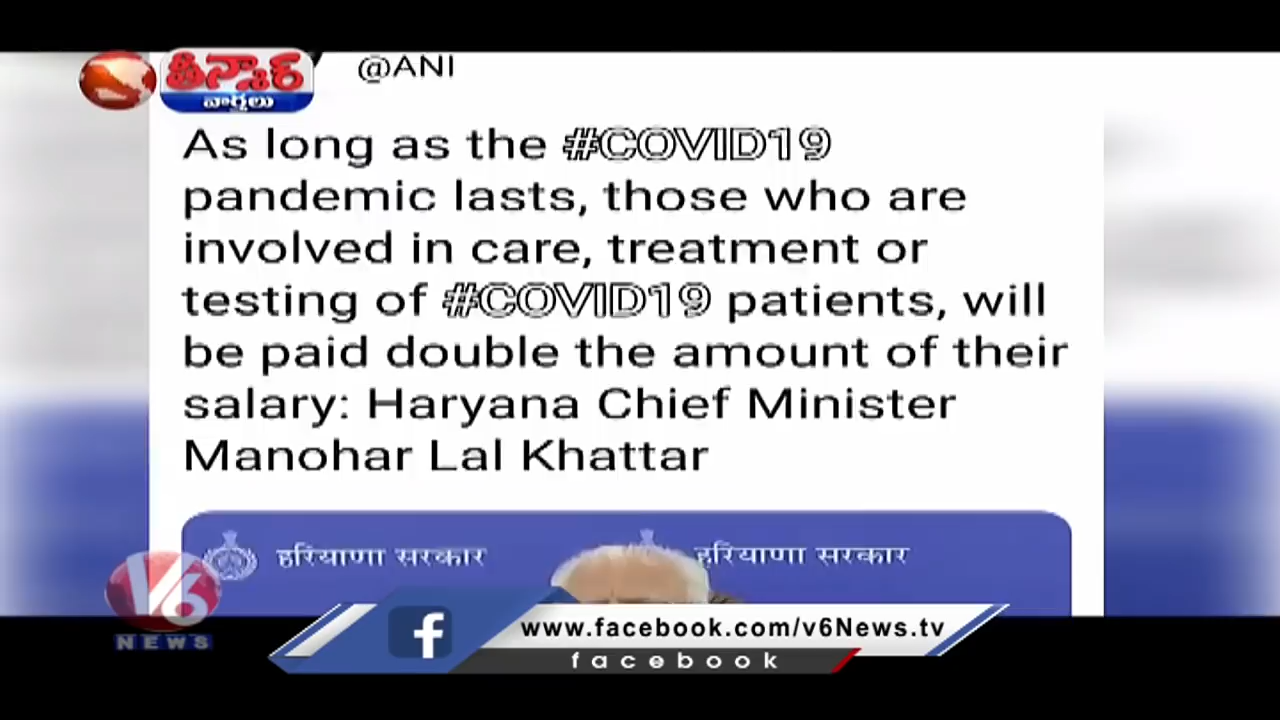 తీన్మార్
వార్తలు
@ANI
As long as the #COVID19
pandemic lasts, those who are
involved in care, treatment or
testing of #COVID19 patients, will
be paid double the amount of their
salary: Haryana Chief Minister
Manohar Lal Khattar
हरियाणा सरकार
हरियाणा सरकार
V6
NEWS
f
www.facebook.com/v6News.tv
facebook